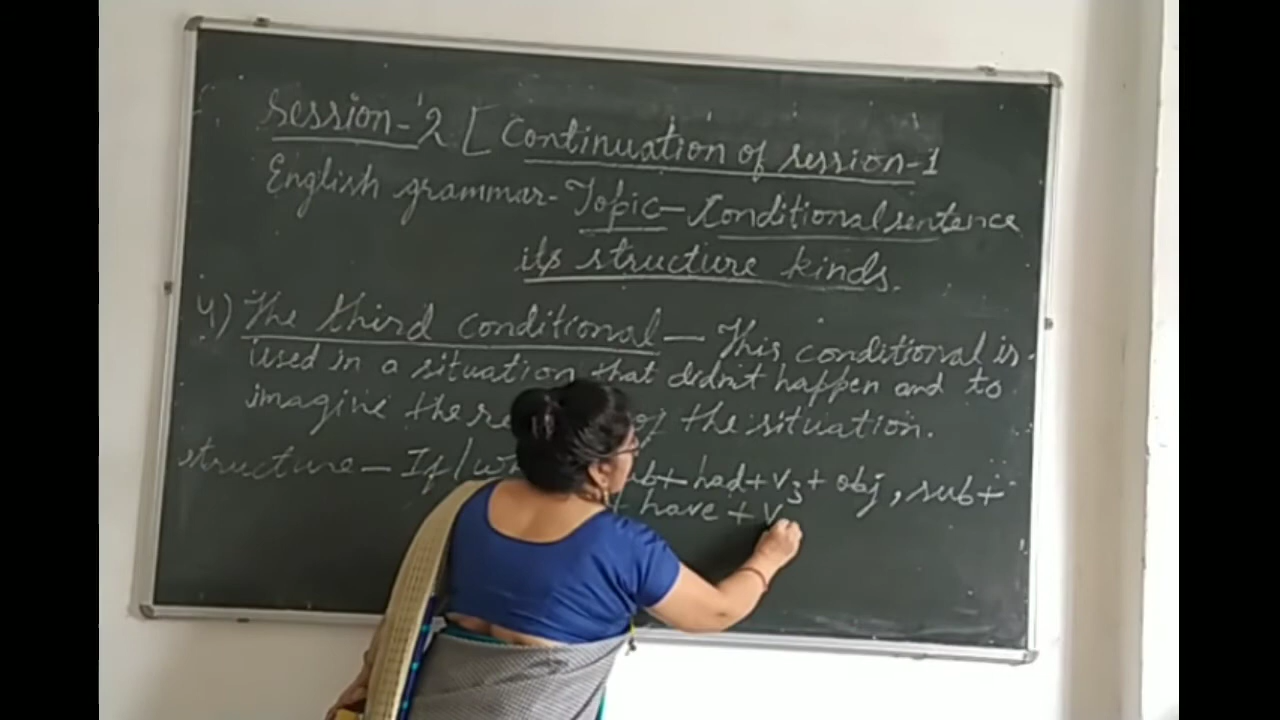 Session-2 [ Continuation of session-1
English grammar- Topic- Conditional sentence
its structure kinds.
4) The third conditional - This conditional is
used in a situation that didn't happen and to
imagine the of the situation.
structure - If / + had + V3 + obj, sub +
+ have + V